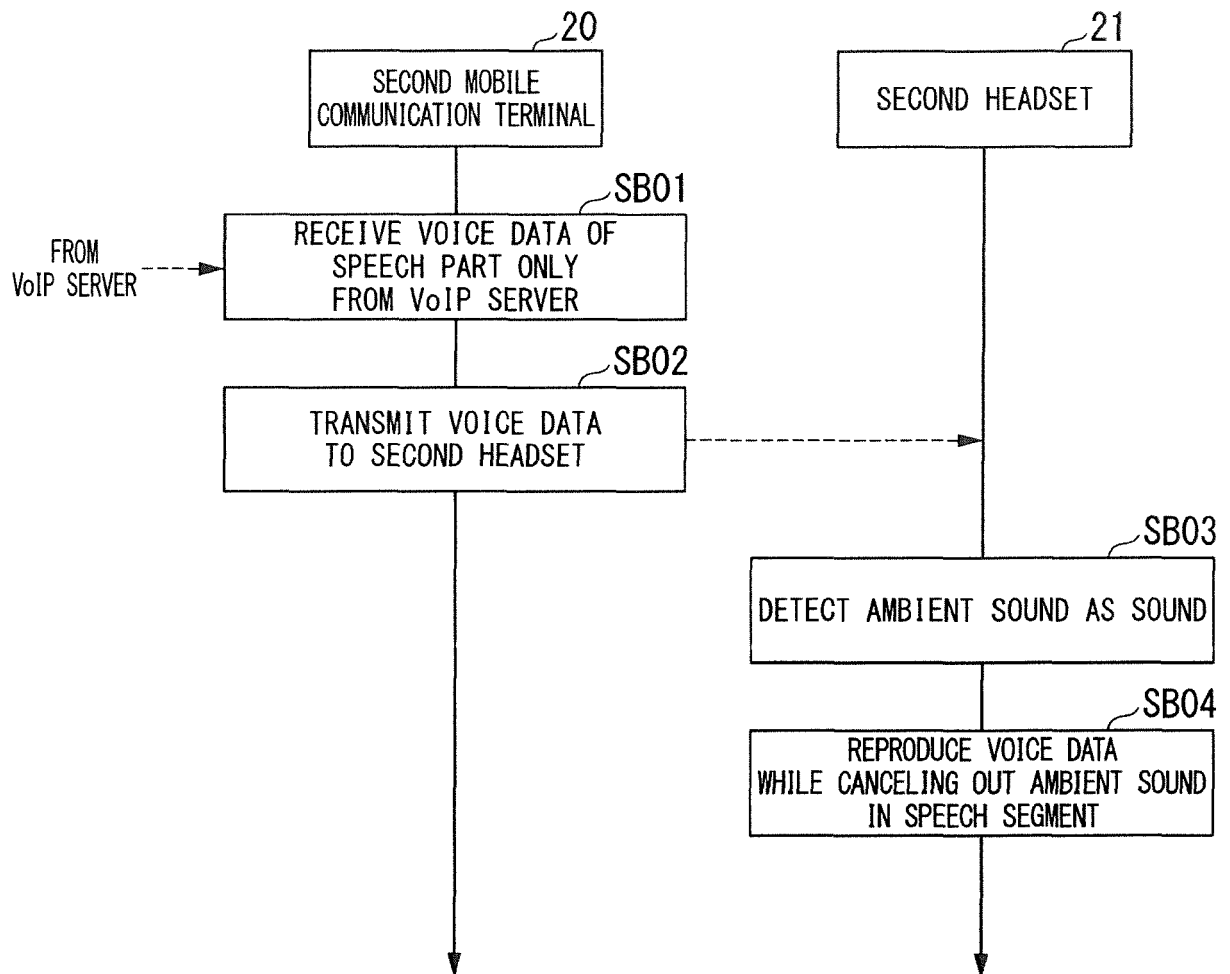 20
SECOND MOBILE
COMMUNICATION TERMINAL
21
SECOND HEADSET
SB01
FROM
VoIP SERVER
RECEIVE VOICE DATA OF
SPEECH PART ONLY
FROM VoIP SERVER
SB02
TRANSMIT VOICE DATA
TO SECOND HEADSET
SB03
DETECT AMBIENT SOUND AS SOUND
SB04
REPRODUCE VOICE DATA
WHILE CANCELING OUT AMBIENT SOUND
IN SPEECH SEGMENT